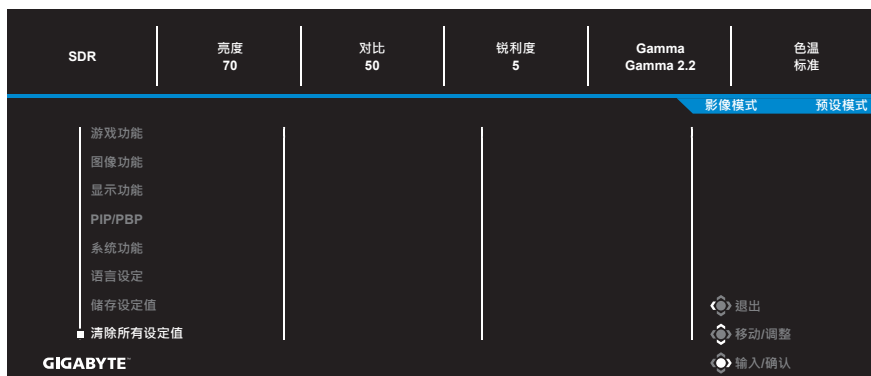 SDR
亮度
70
对比
50
锐利度
5
Gamma
Gamma 2.2
色温
标准
影像模式 预设模式
游戏功能
图像功能
显示功能
PIP/PBP
系统功能
语言设定
储存设定值
清除所有设定值
退出
移动/调整
输入/确认
GIGABYTE™